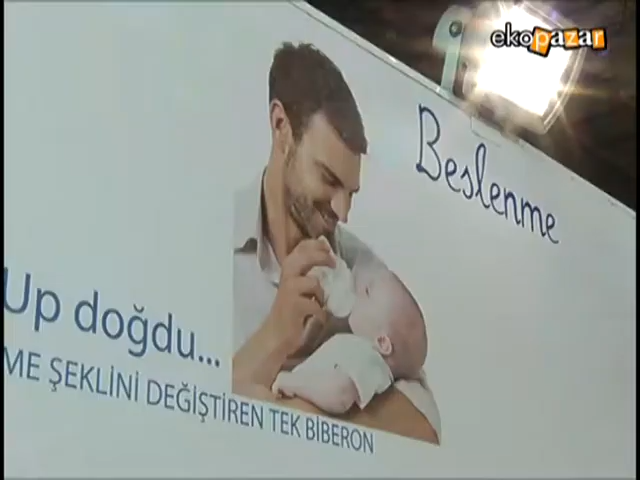 ekopazar
Beslenme
Up doğdu...
ME ŞEKLİNİ DEĞİŞTİREN TEK BİBERON